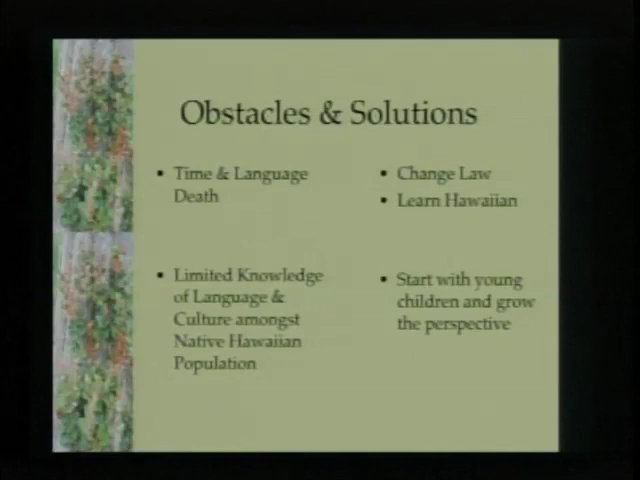 Obstacles & Solutions
▪ Time & Language
Death
▪ Change Law
▪ Learn Hawaiian
▪ Limited Knowledge
of Language &
Culture amongst
Native Hawaiian
Population
▪ Start with young
children and grow
the perspective